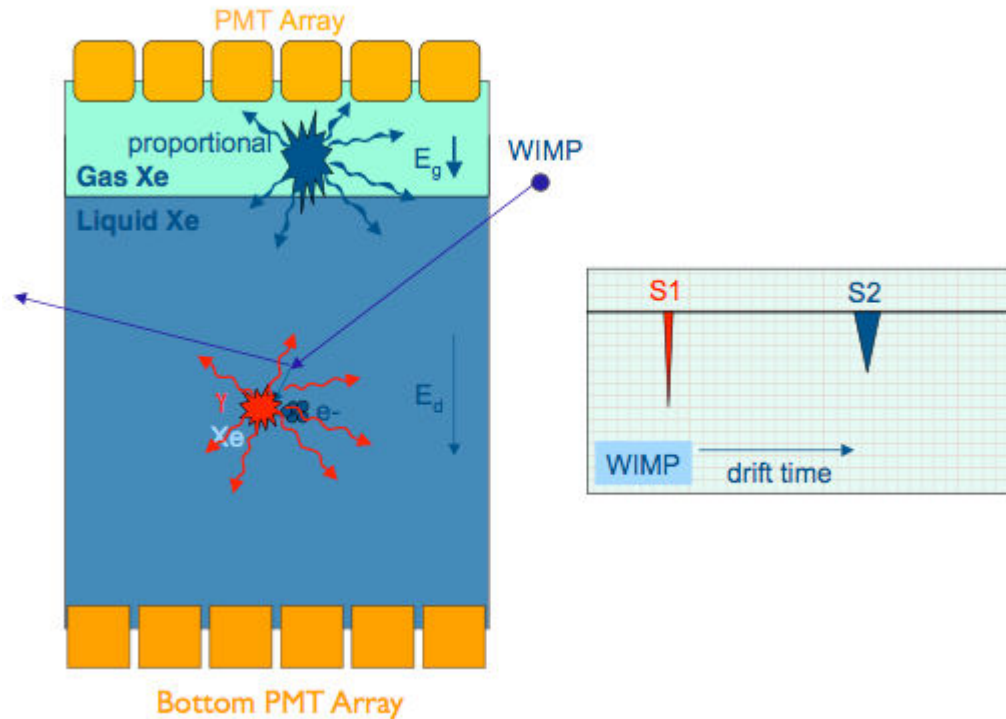 PMT Array
proportional
Eg
WIMP
Gas Xe
Liquid Xe
S1
S2
Ed
γ
e-
Xe
WIMP
drift time
Bottom PMT Array